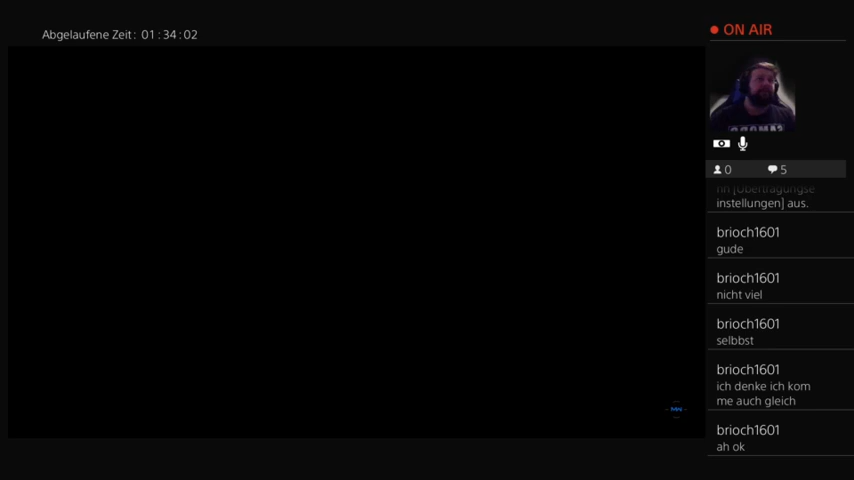 Abgelaufene Zeit: 01:34:02
ON AIR
0 5
instellungen] aus.
brioch1601
gude
brioch1601
nicht viel
brioch1601
selbbst
brioch1601
ich denke ich kom
me auch gleich
brioch1601
ah ok